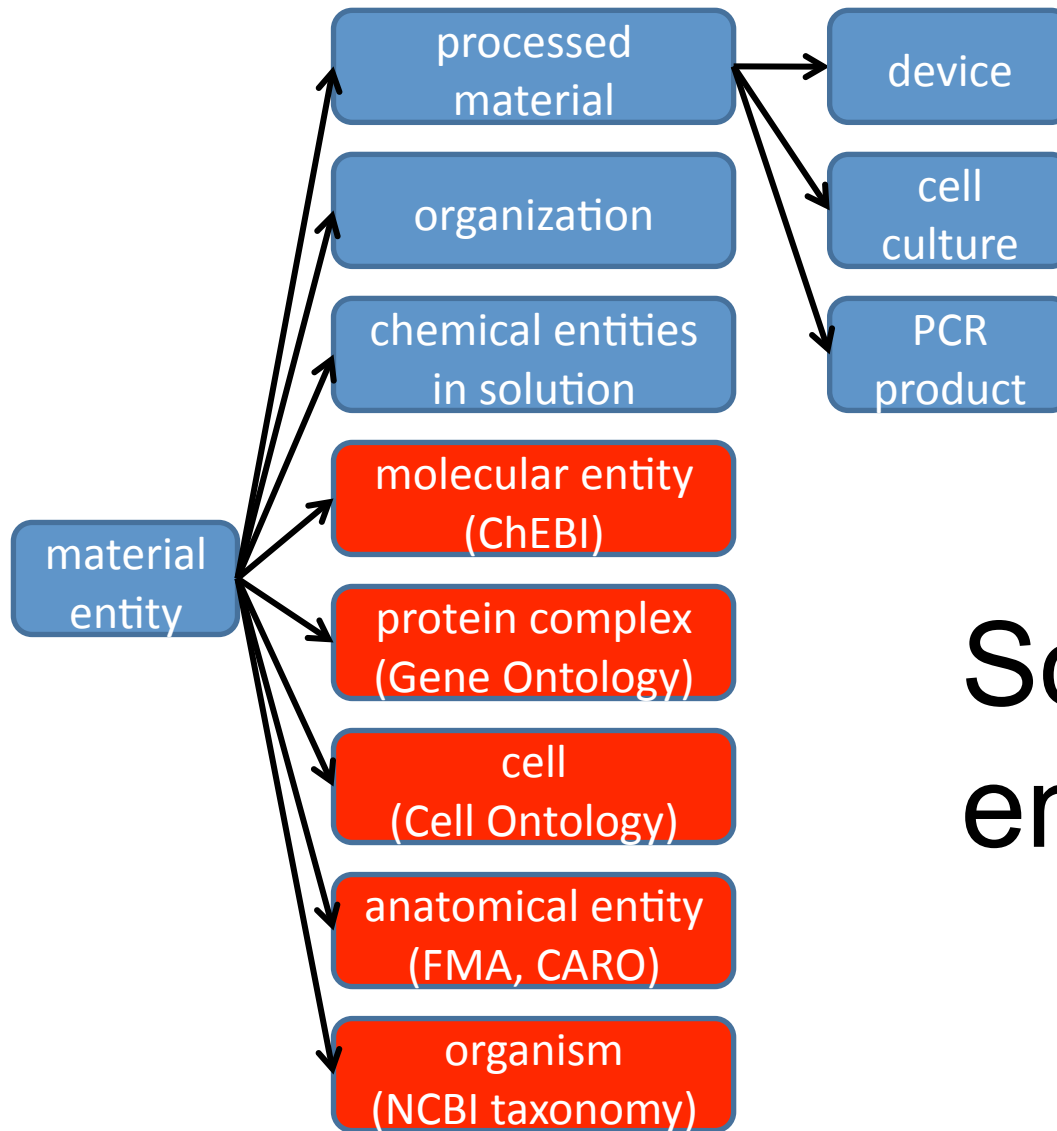 processed
material
device
organization
cell
culture
chemical entities
in solution
PCR
product
molecular entity
(ChEBI)
material
entity
protein complex
(Gene Ontology)
cell
(Cell Ontology)
anatomical entity
(FMA, CARO)
organism
(NCBI taxonomy)